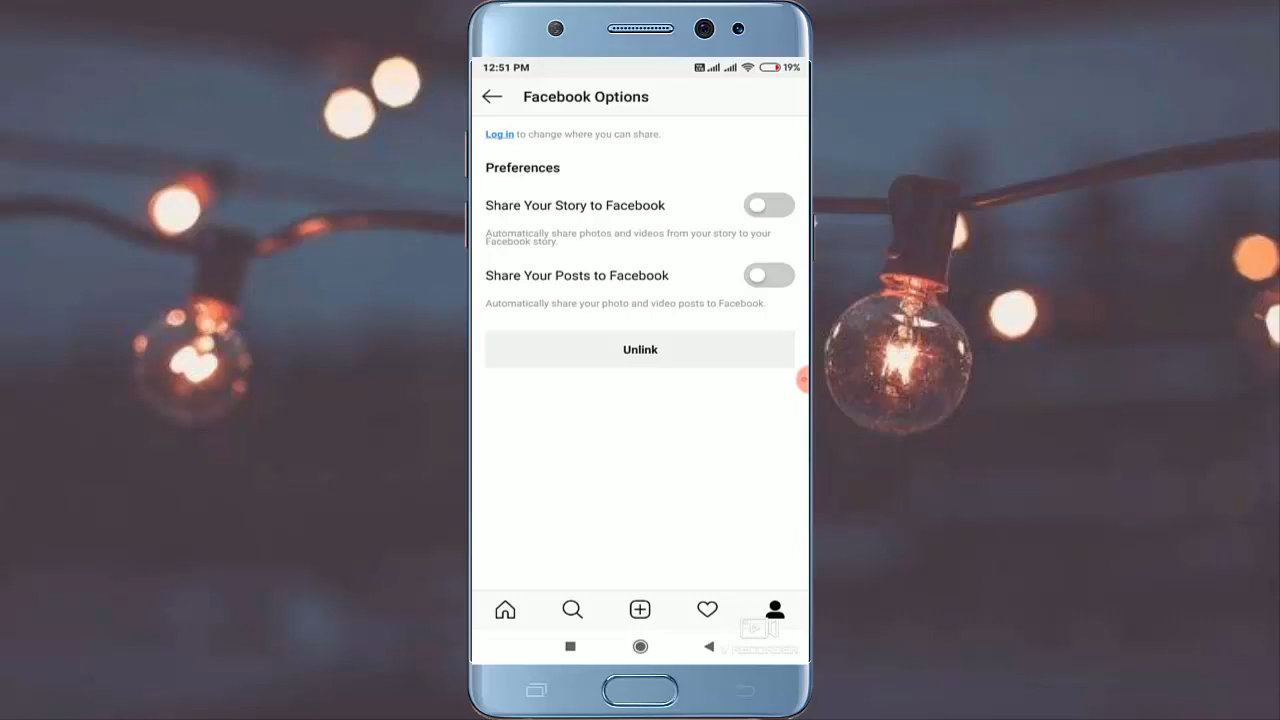 12:51 PM
19%
Facebook Options
Log in to change where you can share.
Preferences
Share Your Story to Facebook
Automatically share photos and videos from your story to your
Facebook story.
Share Your Posts to Facebook
Automatically share your photo and video posts to Facebook.
Unlink
V RECORDER